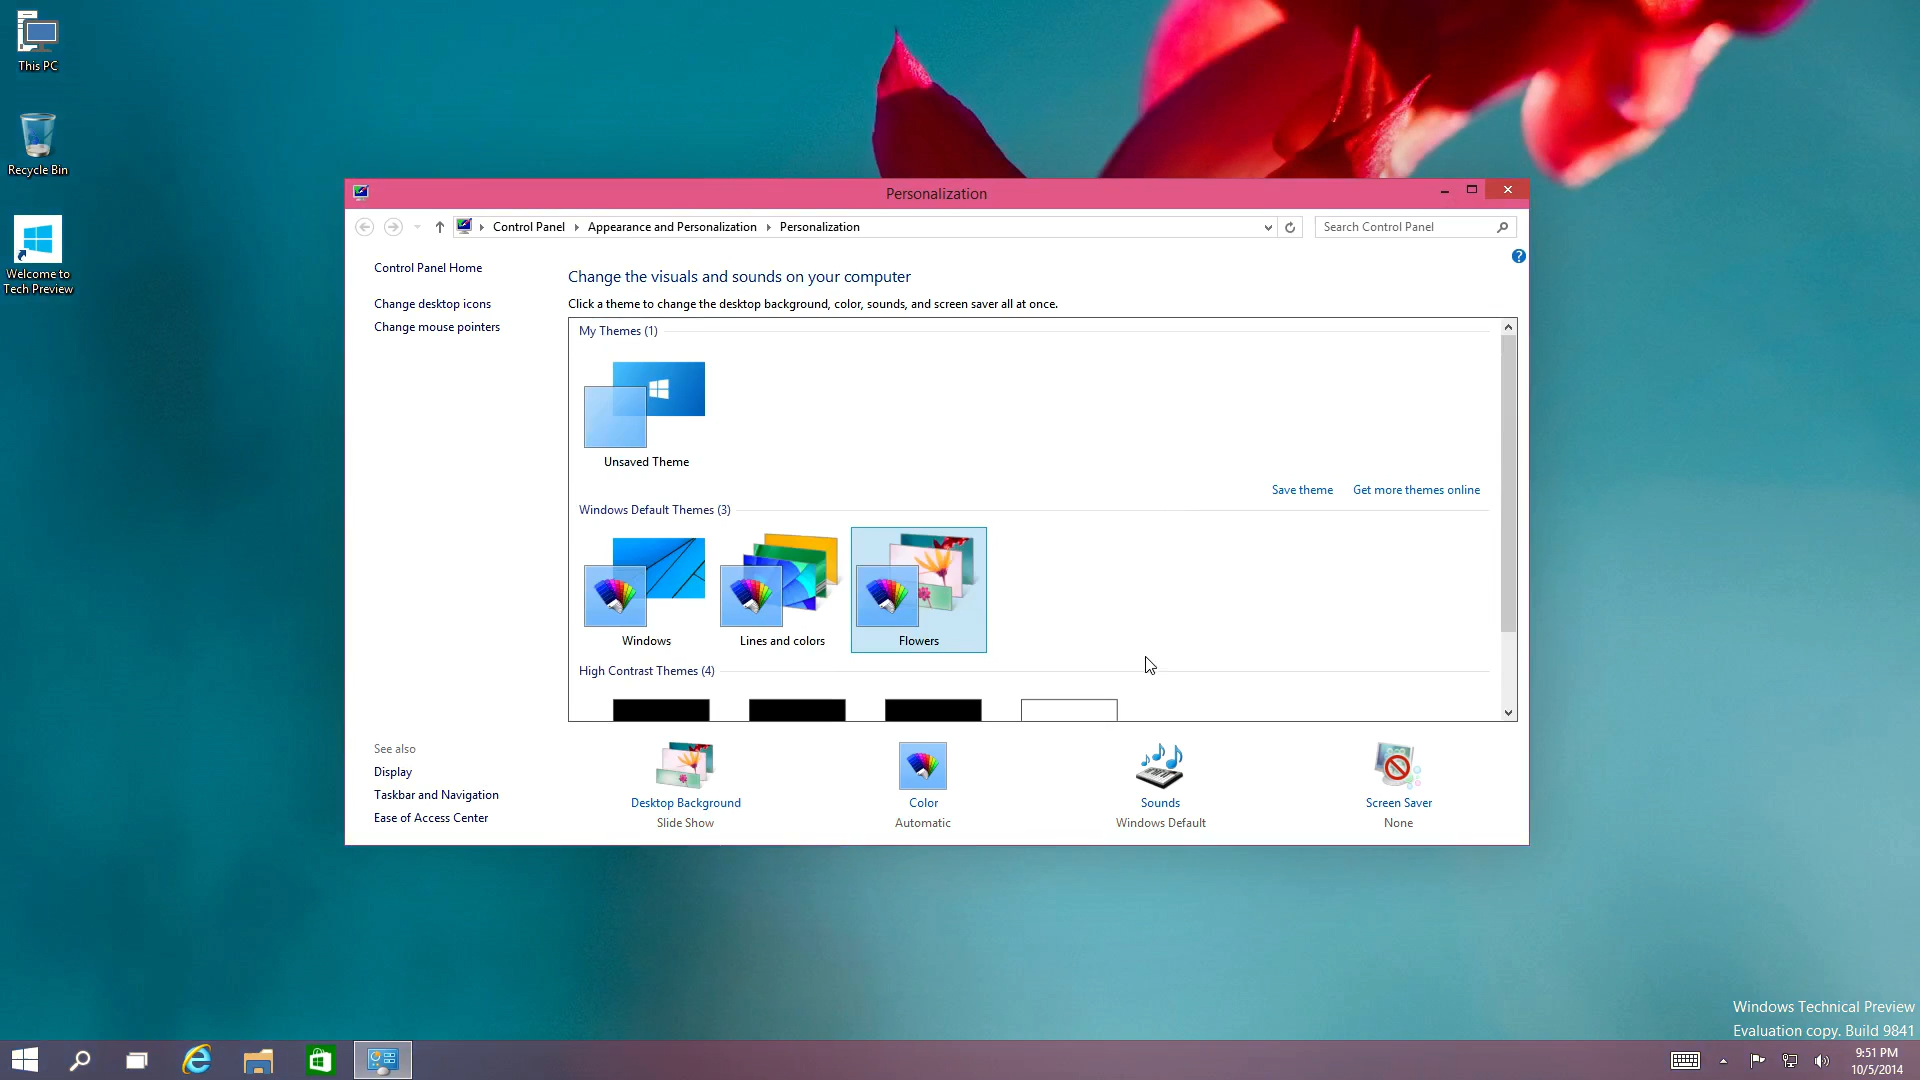 This PC
Recycle Bin
Welcome to
Tech Preview
Personalization
Control Panel
Appearance and Personalization
Personalization
Search Control Panel
Control Panel Home
Change desktop icons
Change mouse pointers
Change the visuals and sounds on your computer
Click a theme to change the desktop background, color, sounds, and screen saver all at once.
My Themes (1)
Unsaved Theme
Save theme
Get more themes online
Windows Default Themes (3)
Windows
Lines and colors
Flowers
High Contrast Themes (4)
See also
Display
Taskbar and Navigation
Ease of Access Center
Desktop Background
Slide Show
Color
Automatic
Sounds
Windows Default
Screen Saver
None
Windows Technical Preview
Evaluation copy. Build 9841
9:51 PM
10/5/2014